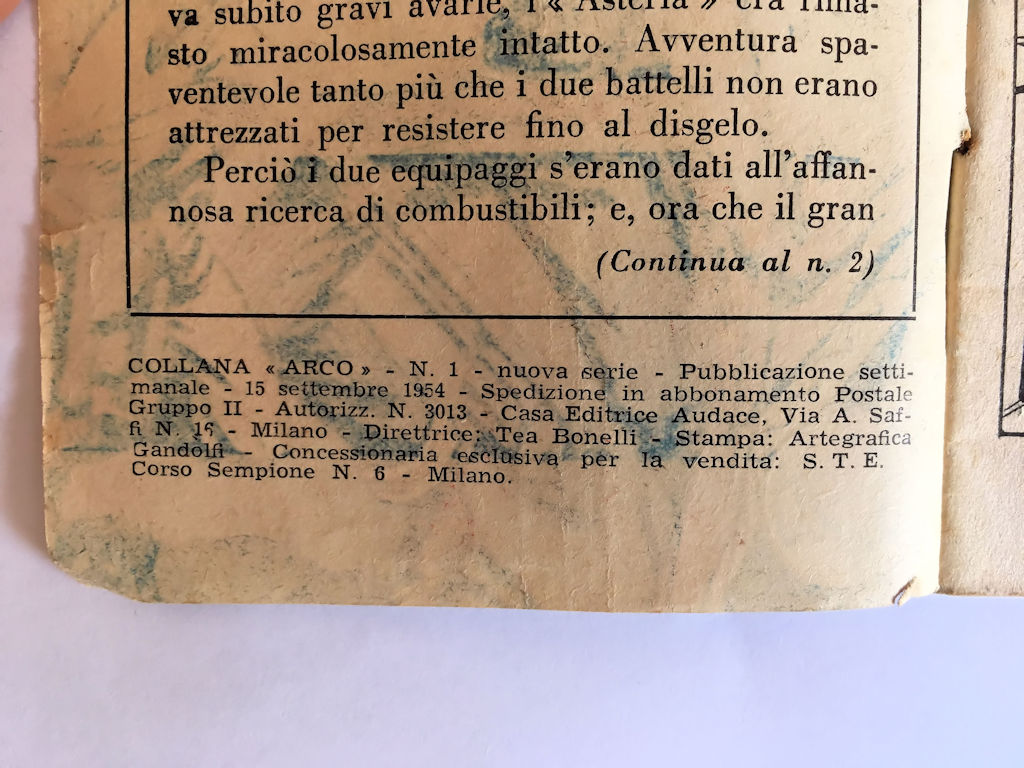 va subito gravi avarie, l'« Asteria » era rima-
sto miracolosamente intatto. Avventura spa-
ventevole tanto più che i due battelli non erano
attrezzati per resistere fino al disgelo.
Perciò i due equipaggi s'erano dati all'affan-
nosa ricerca di combustibili; e, ora che il gran
(Continua al n. 2)
COLLANA « ARCO » - N. 1 - nuova serie - Pubblicazione setti-
manale - 15 settembre 1954 - Spedizione in abbonamento Postale
Gruppo II - Autorizz. N. 3013 - Casa Editrice Audace, Via A. Saf-
fi N. - Milano - Direttrice: Tea Bonelli - Stampa: Artegrafica
Gandolfi - Concessionaria esclusiva per la vendita: S. T. E.
Corso Sempione N. 6 - Milano.